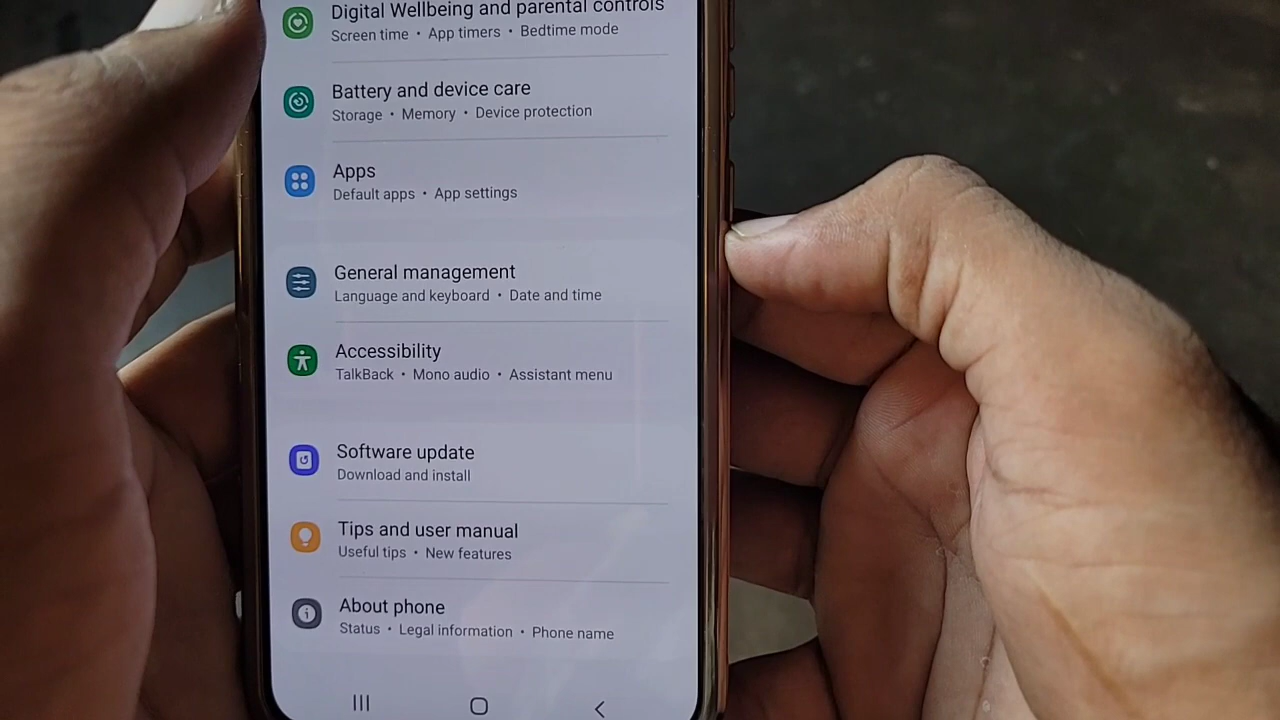 Digital Wellbeing and parental controls
Screen time • App timers • Bedtime mode
Battery and device care
Storage • Memory • Device protection
Apps
Default apps • App settings
General management
Language and keyboard • Date and time
Accessibility
TalkBack • Mono audio • Assistant menu
Software update
Download and install
Tips and user manual
Useful tips • New features
About phone
Status • Legal information • Phone name